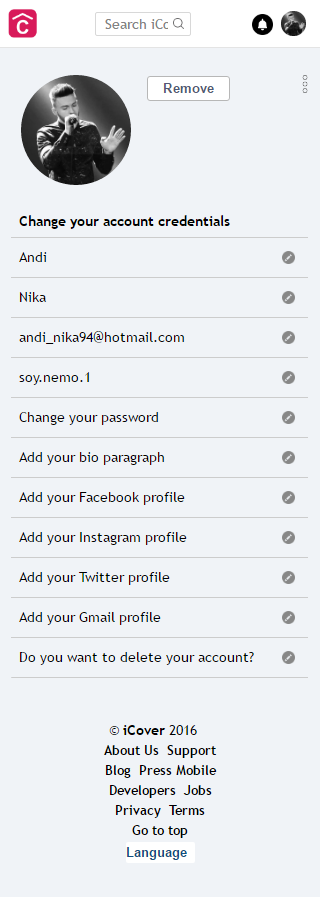 C
Search iCo
Remove
Change your account credentials
Andi
Nika
andi_nika94@hotmail.com
soy.nemo.1
Change your password
Add your bio paragraph
Add your Facebook profile
Add your Instagram profile
Add your Twitter profile
Add your Gmail profile
Do you want to delete your account?
© iCover 2016
About Us Support
Blog Press Mobile
Developers Jobs
Privacy Terms
Go to top
Language